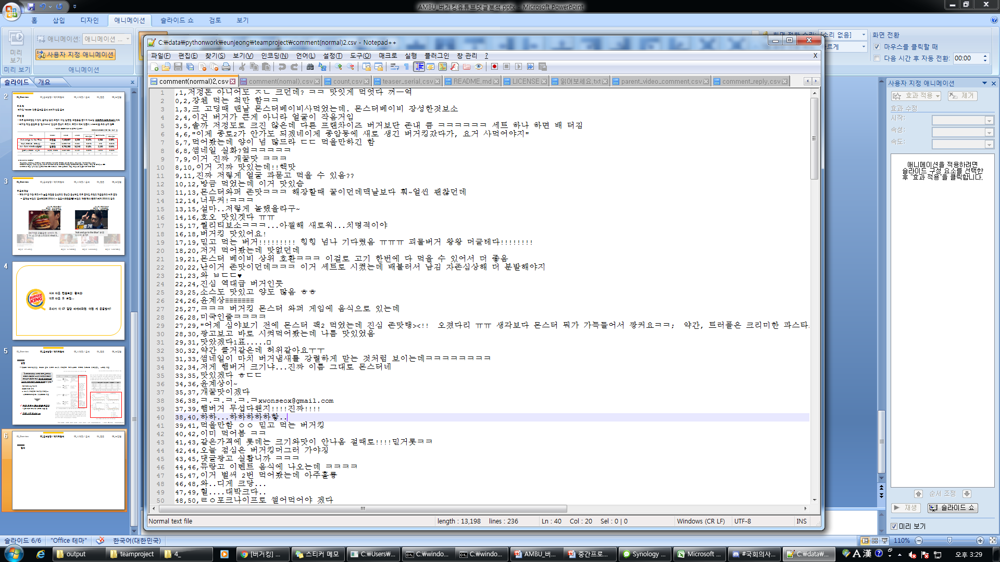 AMBU_버거킹유튜브댓글분석.pptx - Microsoft PowerPoint
홈 삽입 디자인 애니메이션 슬라이드 쇼 검토 보기
미리 보기
애니메이션: 애니메이션 ...
사용자 지정 애니메이션
미리 보기 애니메이션
[소리 없음]
화면 전환
마우스를 클릭할 때
다음 시간 후 자동 전환: 00:00
C:\data\pythonwork\eunjeong\teamproject\comment(normal)2.csv - Notepad++
파일(F) 편집(E) 찾기(S) 보기(V) 인코딩(N) 언어(L) 설정(T) 도구(O) 매크로 실행 플러그인 창 관리 ?
X
comment(normal)2.csv comment(nomal).csv count.csv teaser_serial.csv README.md LICENSE 읽어보세요.txt parent_video_comment.csv comment_reply.csv
1 ,1,저정돈 아니어도 ㅈㄴ 크던데? ㅋㅋ 맛잇게 먹엇다 꺼ㅡ억
2 0,2,장첸 먹는 척만 함ㅋㅋ
3 1,3,크 고딩때 맨날 몬스터베이비사먹었는데. 몬스터베이비 장성한것보소
4 2,4,이건 버거가 큰게 아니라 얼굴이 작음거임
5 3,5,솔까 저정도로 크진 않은데 다른 프랜차이즈 버거보단 존내 큼 ㅋㅋㅋㅋㅋㅋ 세트 하나 하면 배 터짐
6 4,6,"이제 종로2가 안가도 되겠네이제 중암동에 새로 생긴 버거킹갔다가, 요거 사먹어야지"
7 5,7,먹어봤는데 양이 넘 많드라 ㄷㄷ 먹을만하긴 함
8 6,8,썸네일 실화?엌ㅋㅋㅋㅋㅋ
9 7,9,이거 진짜 개꿀맛 ㅋㅋㅋ
10 8,10,이거 지짜 맛있는데!!핵맛
11 9,11,진짜 저렇게 얼굴 파묻고 먹을 수 있음??
12 10,12,방금 먹었는데 이거 맛있슴
13 11,13,몬스터와퍼 존맛ㅋㅋㅋ 해장할때 꿀이던데맥날보다 훠~얼씬 괜찮던데
14 12,14,너무커!ㅋㅋㅋ
15 13,15,설마..저렇게 놀랬을라구~
16 14,16,흐오 맛있겟다 ㅠㅠ
17 15,17,퀄리티보소ㅋㅋㅋ...아찔해 새로워...치명적이야
18 16,18,버거킹 맛있어요!
19 17,19,믿고 먹는 버거!!!!!!!!! 힝힝 넘나 기다렸음 ㅠㅠㅠ 괴물버거 왕왕 머글테다!!!!!!!!
20 18,20,저거 먹어봤는데 맛없던데
21 19,21,몬스터 베이비 상위 호환ㅋㅋㅋ 이걸로 고기 한번에 다 먹을 수 있어서 더 좋음
22 20,22,난이거 존맛이던데ㅋㅋㅋ 이거 세트로 시켰는데 배불러서 남김 자존심상해 더 분발해야지
23 21,23,와 ㅂㄷㄷ♥
24 22,24,진심 역대급 버거인듯
25 23,25,소스도 맛있고 양도 많음 ㅎㅎ
26 24,26,윤계상=======
27 25,27,ㅋㅋㅋ 버거킹 몬스터 와퍼 게임에 음식으로 있는데
28 26,28,미국인줄ㅋㅋㅋㅋ
29 27,29,"어제 심야보기 전에 몬스터 팩2 먹었는데 진심 존맛탱><!! 오졌다리 ㅠㅠ 생각보다 몬스터 뭐가 가득들어서 짱커요ㅋㅋ; 약간, 트러플은 크리미한 파스타
30 28,30,광고보고 바로 시켜먹어봤는데 나름 맛있었음
31 29,31,맛있겠다1표.....□
32 30,32,약간 클거같은데 허위같아요ㅜㅜ
33 31,33,썸네일이 마치 버거냄새를 강렬하게 맏는 것처럼 보이는데ㅋㅋㅋㅋㅋㅋㅋㅋ
34 32,34,저게 햄버거 크기냐...진짜 이름 그대로 몬스터네
35 33,35,맛있겠다 ㅎㄷㄷ
36 34,36,윤계상이~
37 35,37,개꿀맛이겠다
38 36,38,ㅋ.ㅋ.ㅋ.ㅋ.ㅋxwonseox@gmail.com
39 37,39,햄버거 무섭다왠지!!!!진짜!!!!
40 38,40,하하...하하하하하핳..
41 39,41,먹을만함 ㅇㅇ 믿고 먹는 버거킹
42 40,42,이미 먹어봄 ㅋㅋ
43 41,43,같은가격에 롯데는 크기와맛이 안나옴 절때로!!!!믿거롯ㅋㅋ
44 42,44,오늘 점심은 버거킹머그러 가야징
45 43,45,댓글광고 실홥니까 ㅋㅋㅋ
46 44,46,듀랑고 이벤트 음식에 나오는데 ㅋㅋㅋㅋ
47 45,47,이거 벌써 2번 먹어봤는데 아주훌륭
48 46,48,와..디게 크당...
49 47,49,헐....대박크다..
50 48,50,ㄹㅇ포크나이프로 썰어먹어야 겠다
Normal text file length : 13,198 lines : 236 Ln : 40 Col : 20 Sel : 0 | 0 Windows (CR LF) UTF-8 INS
슬라이드 개요
2
3
4
BURGER KING
5
6
사용자 지정 애니메이션
효과 적용 제거
효과 수정
시작:
속성:
속도:
애니메이션을 적용하려면
슬라이드 구성 요소를 선택한
후 "효과 적용"을 클릭합니다.
순서 조정
재생 슬라이드 쇼
미리 보기
슬라이드 6/6 "Office 테마" 한국어(대한민국) 110%
output teamproject 4_ [버거킹] ... 스티커 메모 C:\Users\... C:\windo... C:\windo... AMBU_버... 중간프로... Synology ... Microsoft ... #국회의사... C:\data\... A 漢 오후 3:29